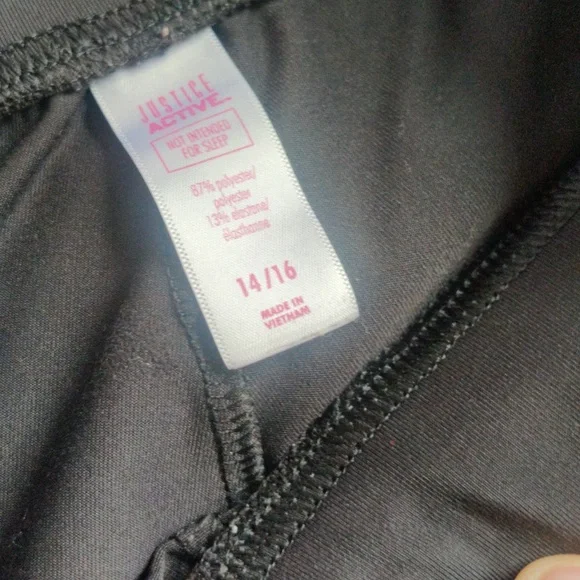 JUSTICE
ACTIVE
NOT INTENDED
FOR SLEEP
87% polyester/
polyester
13% elastane/
élasthanne
14/16
MADE IN
VIETNAM